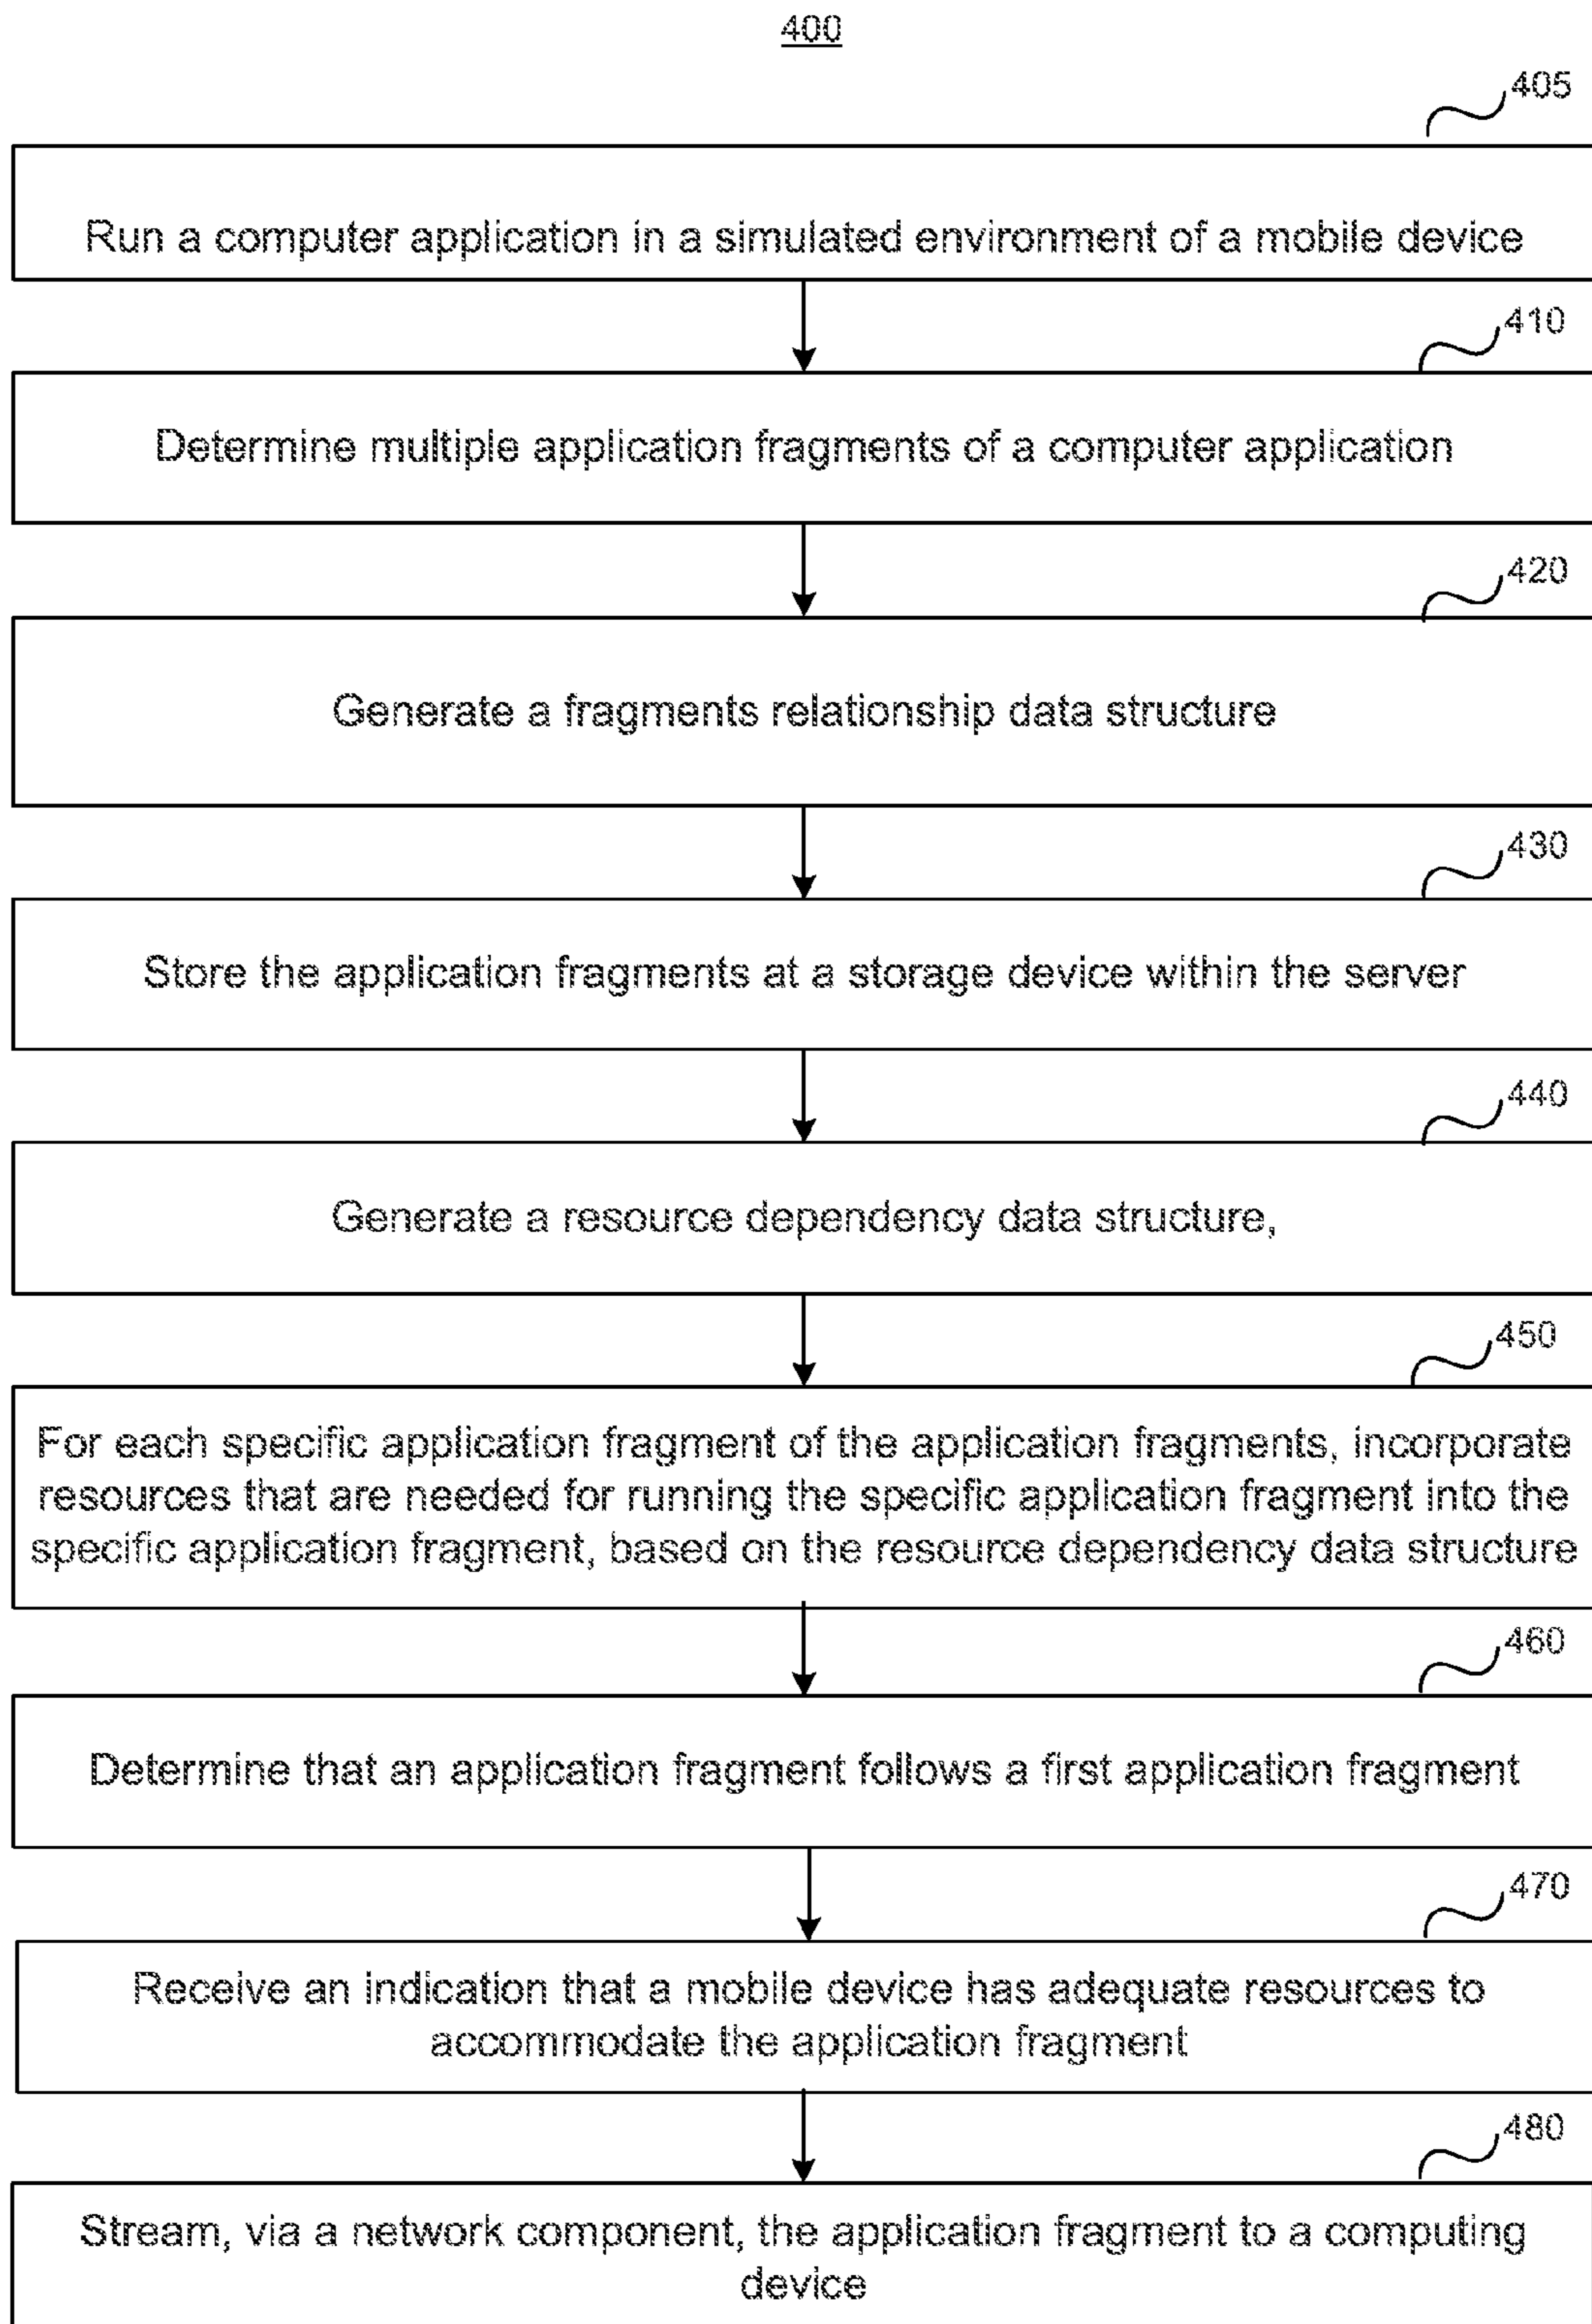 400
405
Run a computer application in a simulated environment of a mobile device
410
Determine multiple application fragments of a computer application
420
Generate a fragments relationship data structure
430
Store the application fragments at a storage device within the server
440
Generate a resource dependency data structure,
450
For each specific application fragment of the application fragments, incorporate
resources that are needed for running the specific application fragment into the
specific application fragment, based on the resource dependency data structure
460
Determine that an application fragment follows a first application fragment
470
Receive an indication that a mobile device has adequate resources to
accommodate the application fragment
480
Stream, via a network component, the application fragment to a computing
device